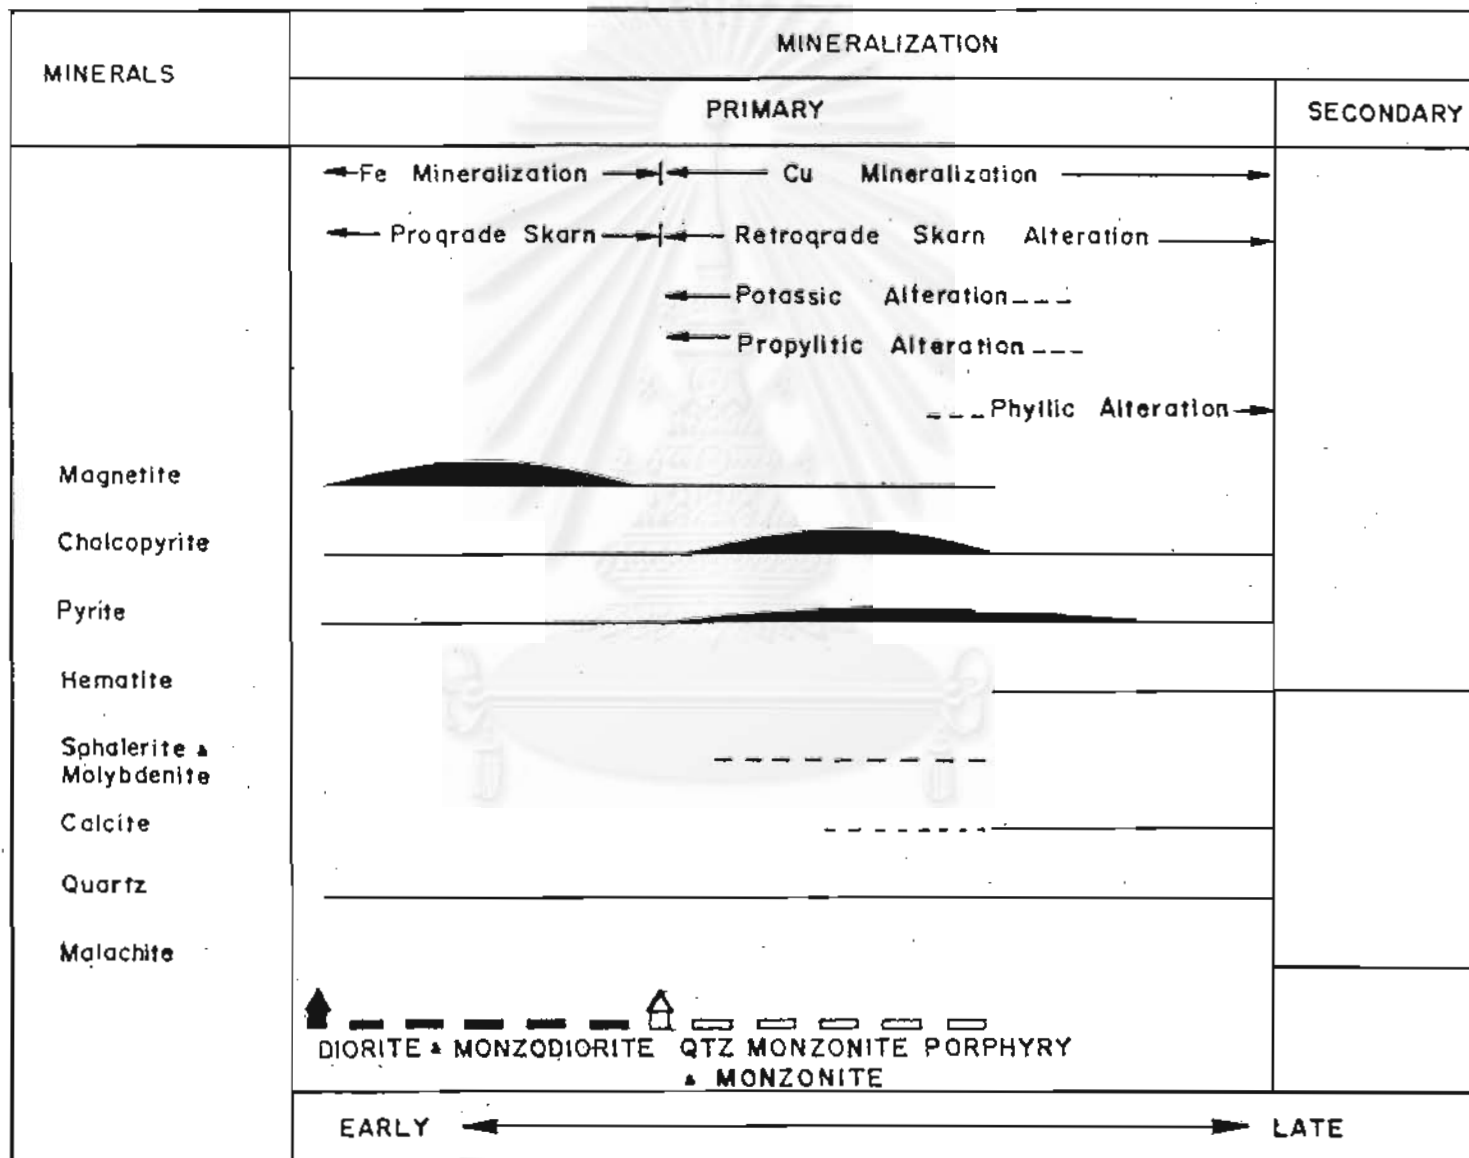 MINERALS
MINERALIZATION
PRIMARY
SECONDARY
Fe Mineralization
Cu Mineralization
Prograde Skarn
Retrograde Skarn Alteration
Potassic Alteration
Propylitic Alteration
Phyllic Alteration
Magnetite
Chalcopyrite
Pyrite
Hematite
Sphalerite &
Molybdenite
Calcite
Quartz
Malachite
DIORITE & MONZODIORITE
QTZ MONZONITE PORPHYRY
& MONZONITE
EARLY
LATE